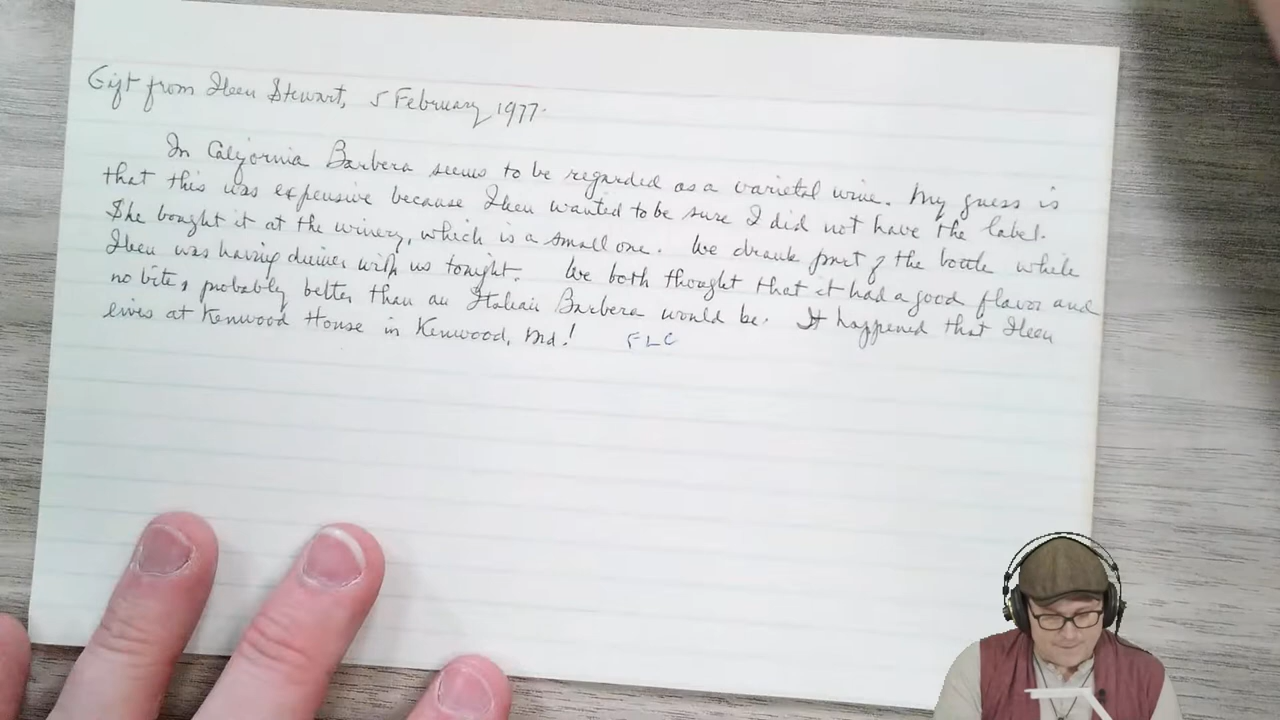 Gift from Ileen Stewart, 5 February 1977.
In California Barbera seems to be regarded as a varietal wine. My guess is
that this was expensive because Ileen wanted to be sure I did not have the label.
She bought it at the winery, which is a small one. We drank part of the bottle while
Ileen was having dinner with us tonight. We both thought that it had a good flavor and
no bite, probably better than an Italian Barbera would be. It happened that Ileen
lives at Kenwood House in Kenwood, Md.! FLC